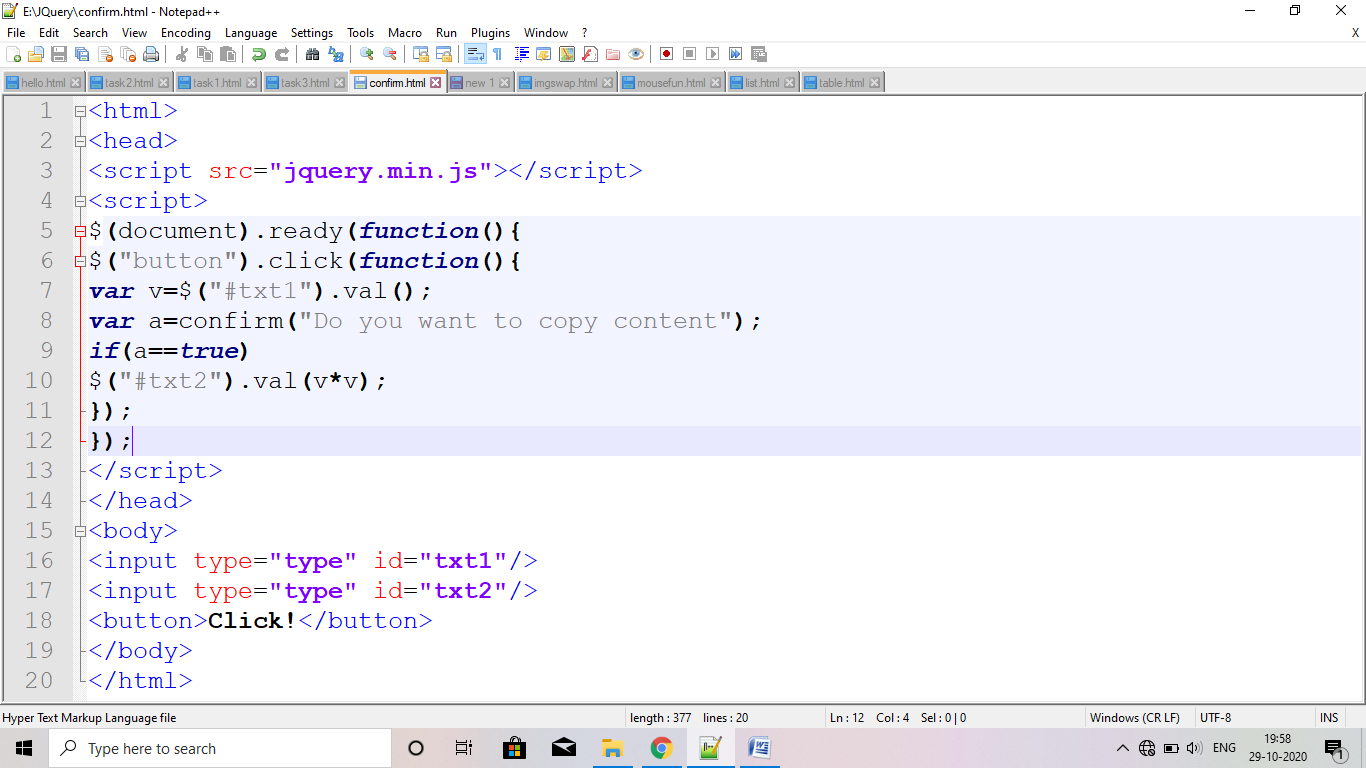 E:\JQuery\confirm.html - Notepad++
File Edit Search View Encoding Language Settings Tools Macro Run Plugins Window ? X
hello.html task2.html task1.html task3.html confirm.html new 1 imgswap.html mousefun.html list.html table.html
1 <html>
2 <head>
3 <script src="jquery.min.js"></script>
4 <script>
5 $(document).ready(function(){
6 $("button").click(function(){
7 var v=$("#txt1").val();
8 var a=confirm("Do you want to copy content");
9 if(a==true)
10 $("#txt2").val(v*v);
11 });
12 });
13 </script>
14 </head>
15 <body>
16 <input type="type" id="txt1"/>
17 <input type="type" id="txt2"/>
18 <button>Click!</button>
19 </body>
20 </html>
Hyper Text Markup Language file length : 377 lines : 20 Ln : 12 Col : 4 Sel : 0 | 0 Windows (CR LF) UTF-8 INS
Type here to search ENG 19:58
29-10-2020 1